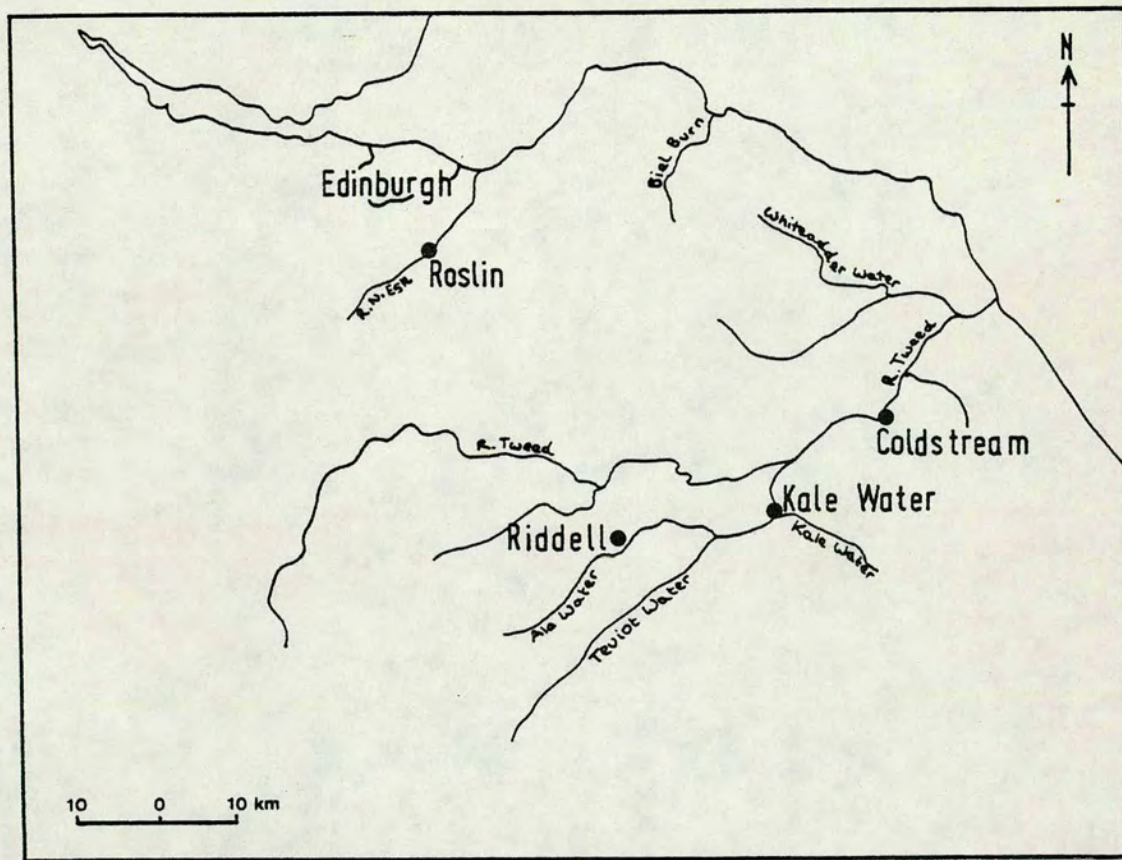 N
Biel Burn
Edinburgh
Whiteadder Water
Roslin
R. N. Esk
R. Tweed
Coldstream
R. Tweed
Kale Water
Riddell
Kale Water
Ale Water
Teviot Water
10 0 10 km